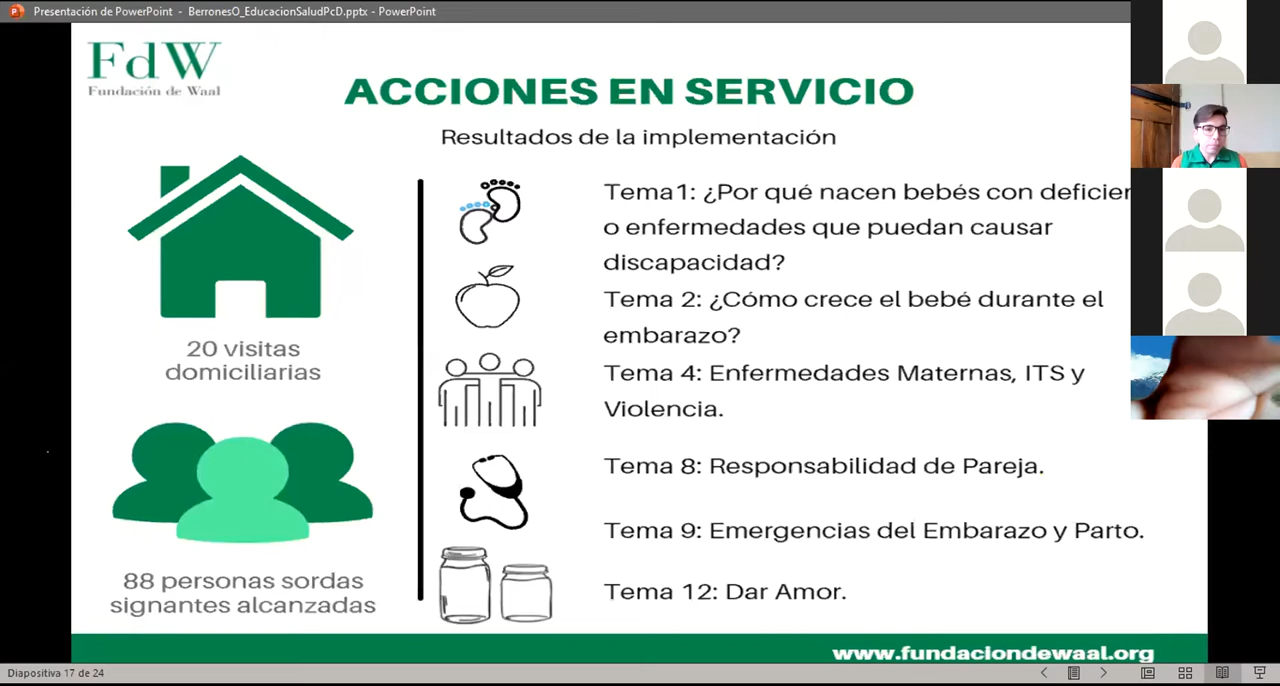 Presentación de PowerPoint - BerronesO_EducacionSaludPcD.pptx - PowerPoint
FdW
Fundación de Waal
ACCIONES EN SERVICIO
Resultados de la implementación
20 visitas
domiciliarias
88 personas sordas
signantes alcanzadas
Tema1: ¿Por qué nacen bebés con deficien
o enfermedades que puedan causar
discapacidad?
Tema 2: ¿Cómo crece el bebé durante el
embarazo?
Tema 4: Enfermedades Maternas, ITS y
Violencia.
Tema 8: Responsabilidad de Pareja.
Tema 9: Emergencias del Embarazo y Parto.
Tema 12: Dar Amor.
www.fundaciondewaal.org
Diapositiva 17 de 24